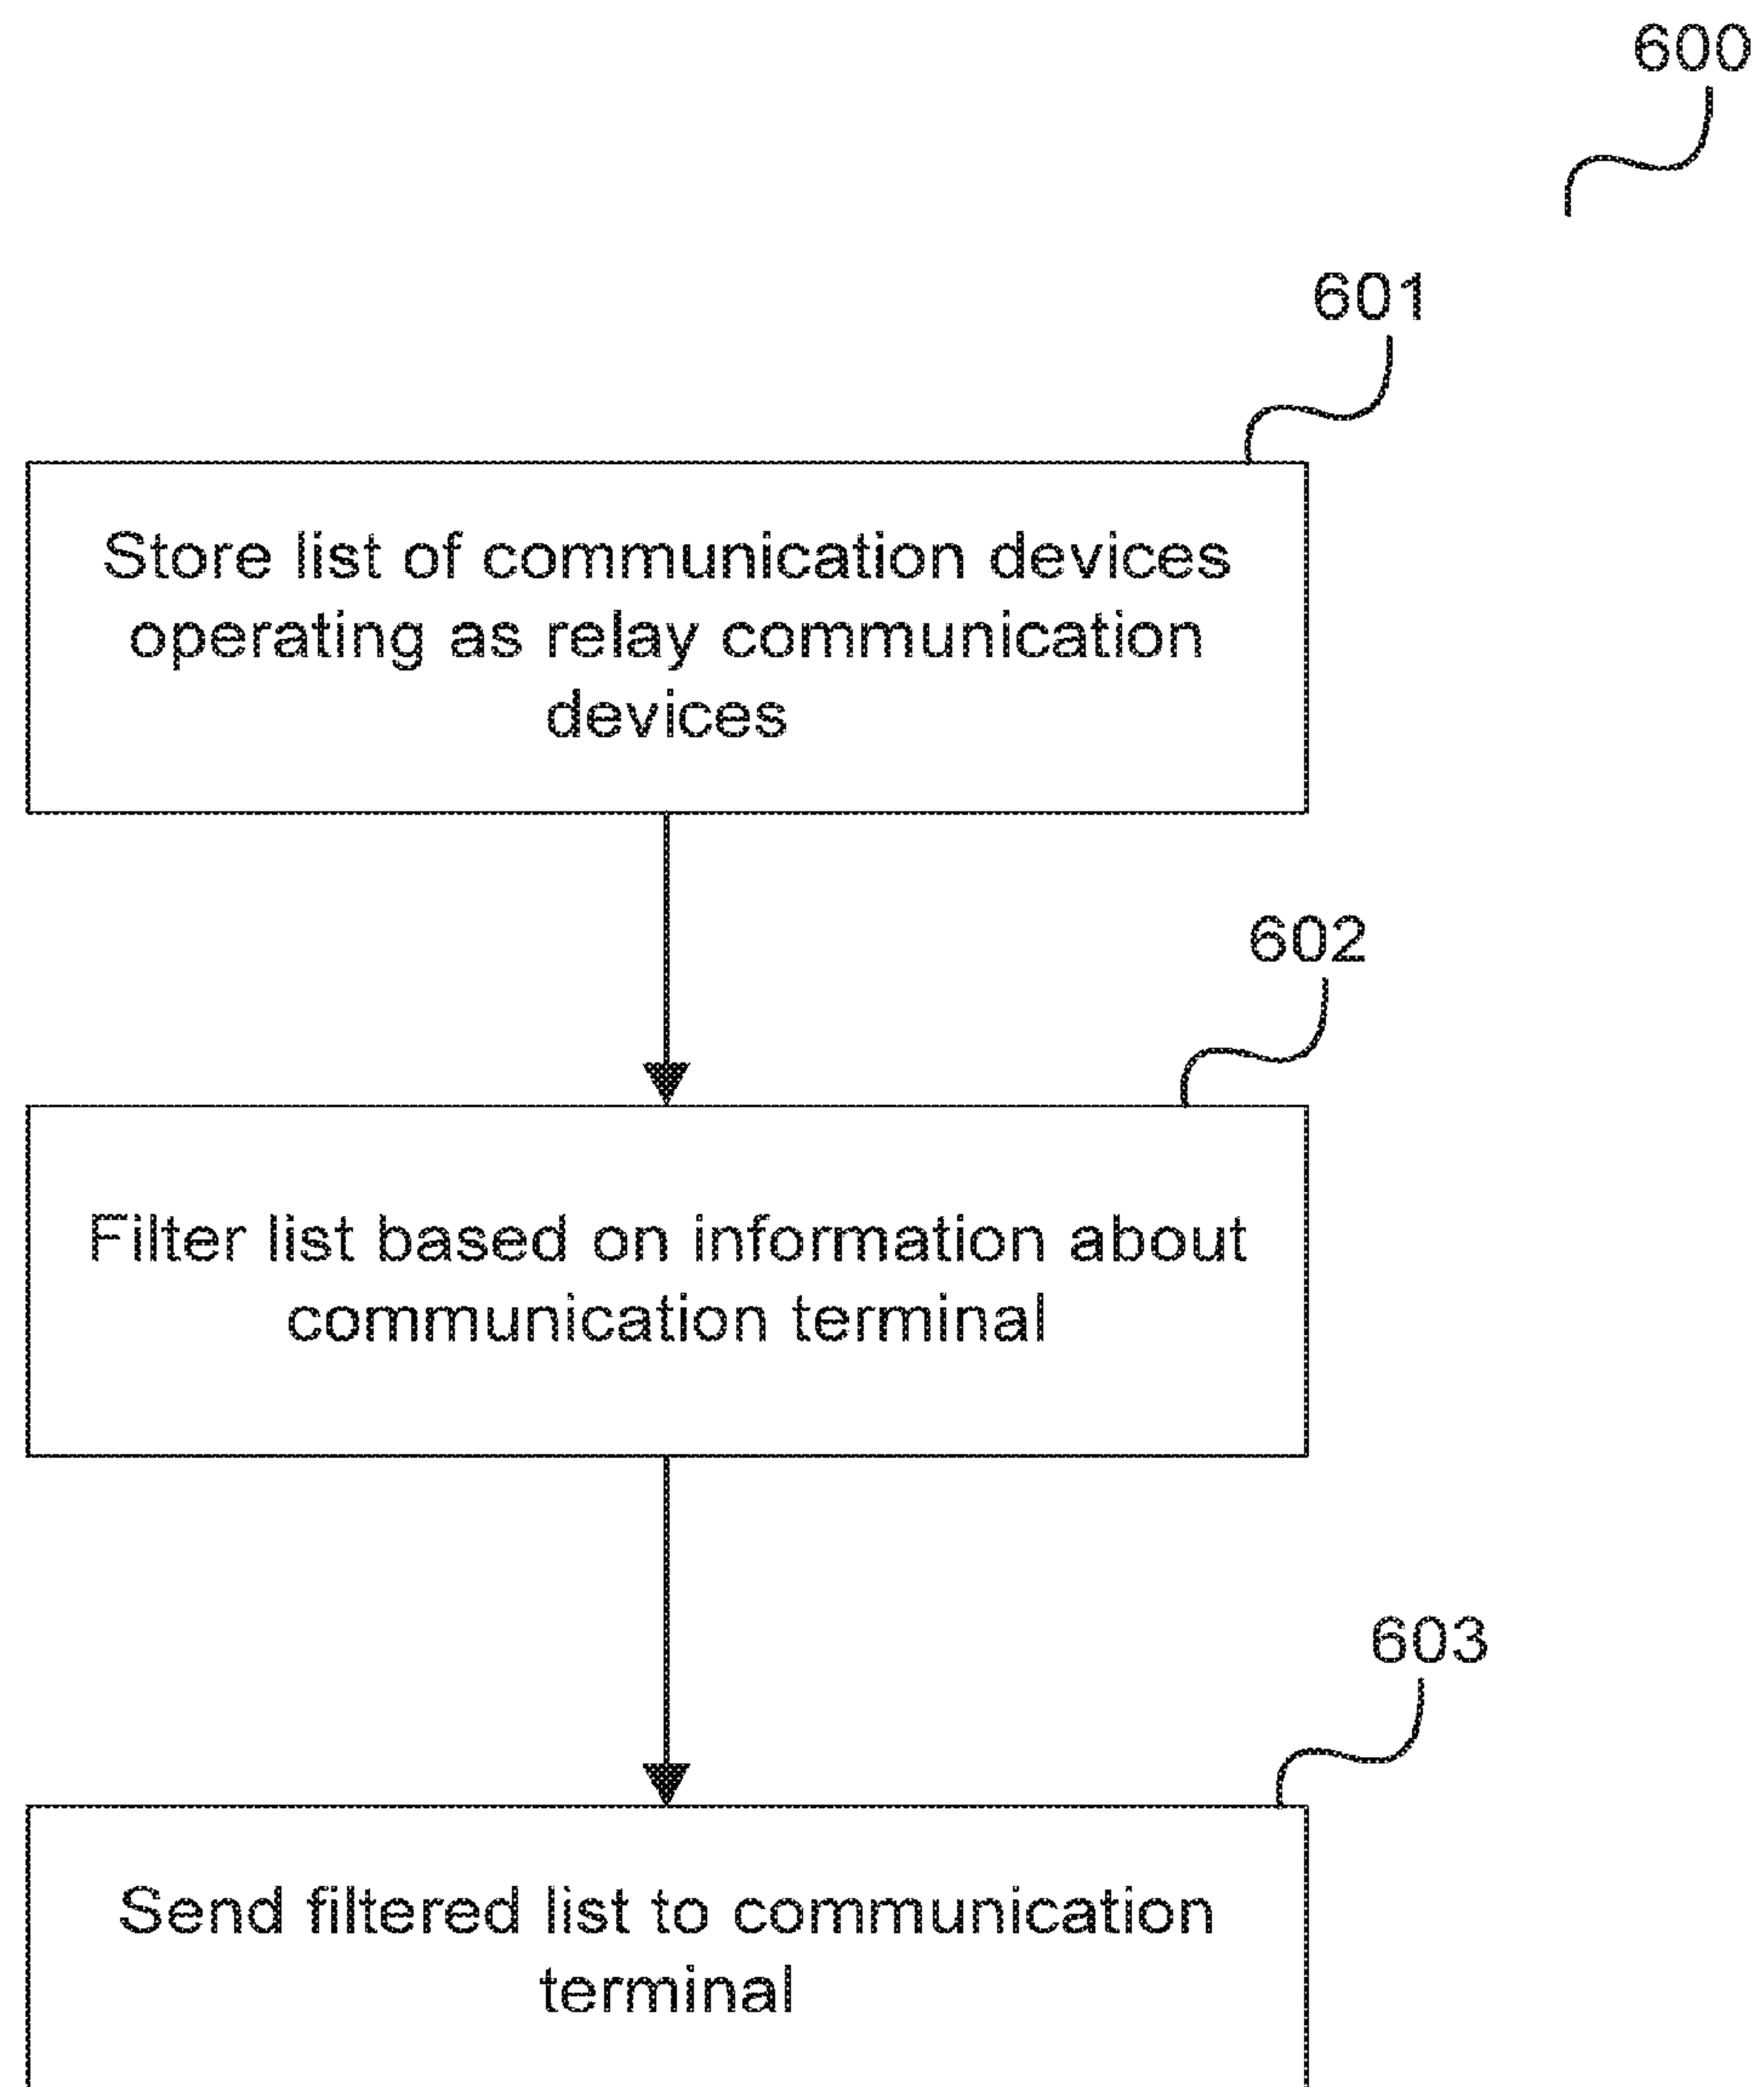 600
601
Store list of communication devices
operating as relay communication
devices
602
Filter list based on information about
communication terminal
603
Send filtered list to communication
terminal